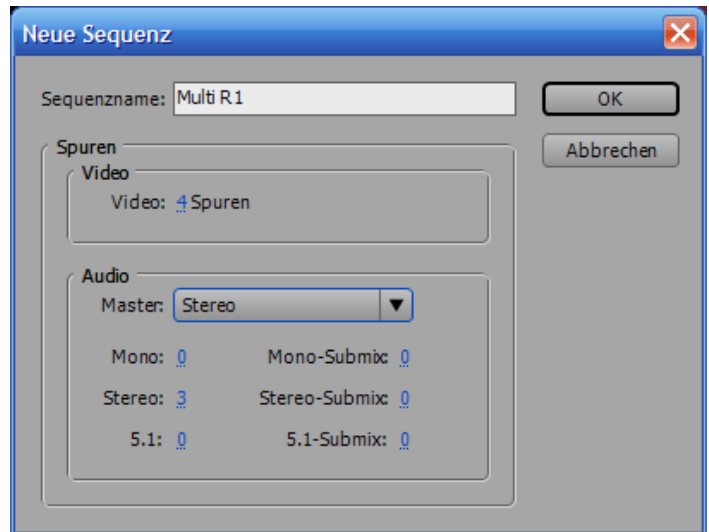 Neue Sequenz
Sequenzname: Multi R1
OK
Abbrechen
Spuren
Video
Video: 4 Spuren
Audio
Master: Stereo
Mono: 0 Mono-Submix: 0
Stereo: 3 Stereo-Submix: 0
5.1: 0 5.1-Submix: 0